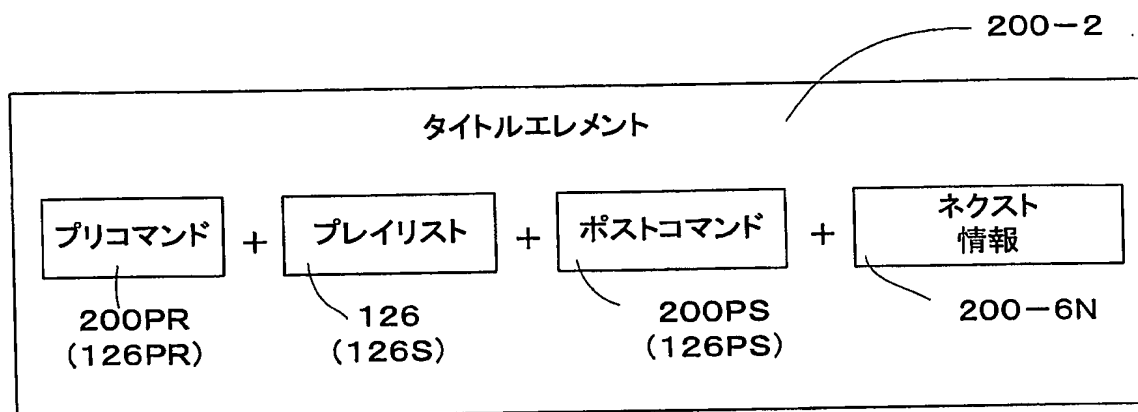 200-2
タイトルエレメント
プリコマンド + プレイリスト + ポストコマンド + ネクスト
情報
200PR 126 200PS 200-6N
(126PR) (126S) (126PS)